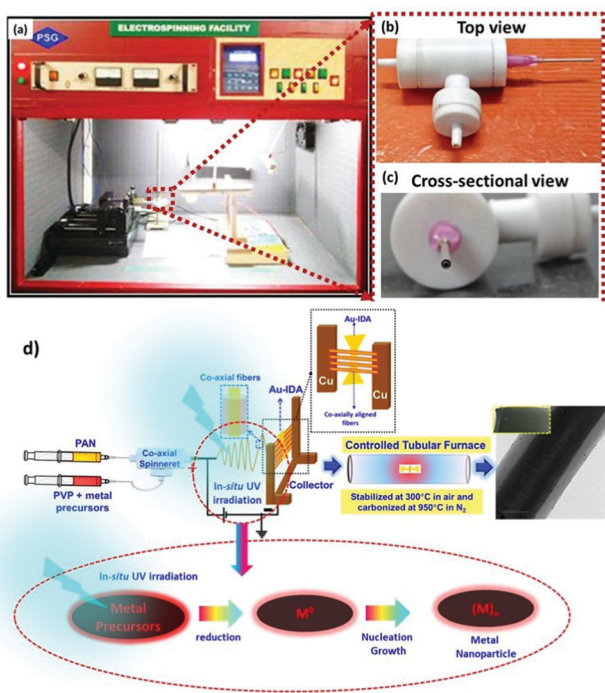 (a)
PSG
ELECTROSPINNING FACILITY
(b)
Top view
(c)
Cross-sectional view
d)
Au-IDA
Cu
Cu
Co-axially aligned
fibers
Co-axial fibers
Au-IDA
PAN
Co-axial
Spinneret
PVP + metal
precursors
In-situ UV
irradiation
Collector
Controlled Tubular Furnace
Stabilized at 300°C in air and
carbonized at 950°C in N₂
In-situ UV irradiation
Metal
Precursors
reduction
M⁰
Nucleation
Growth
(M)n
Metal
Nanoparticle